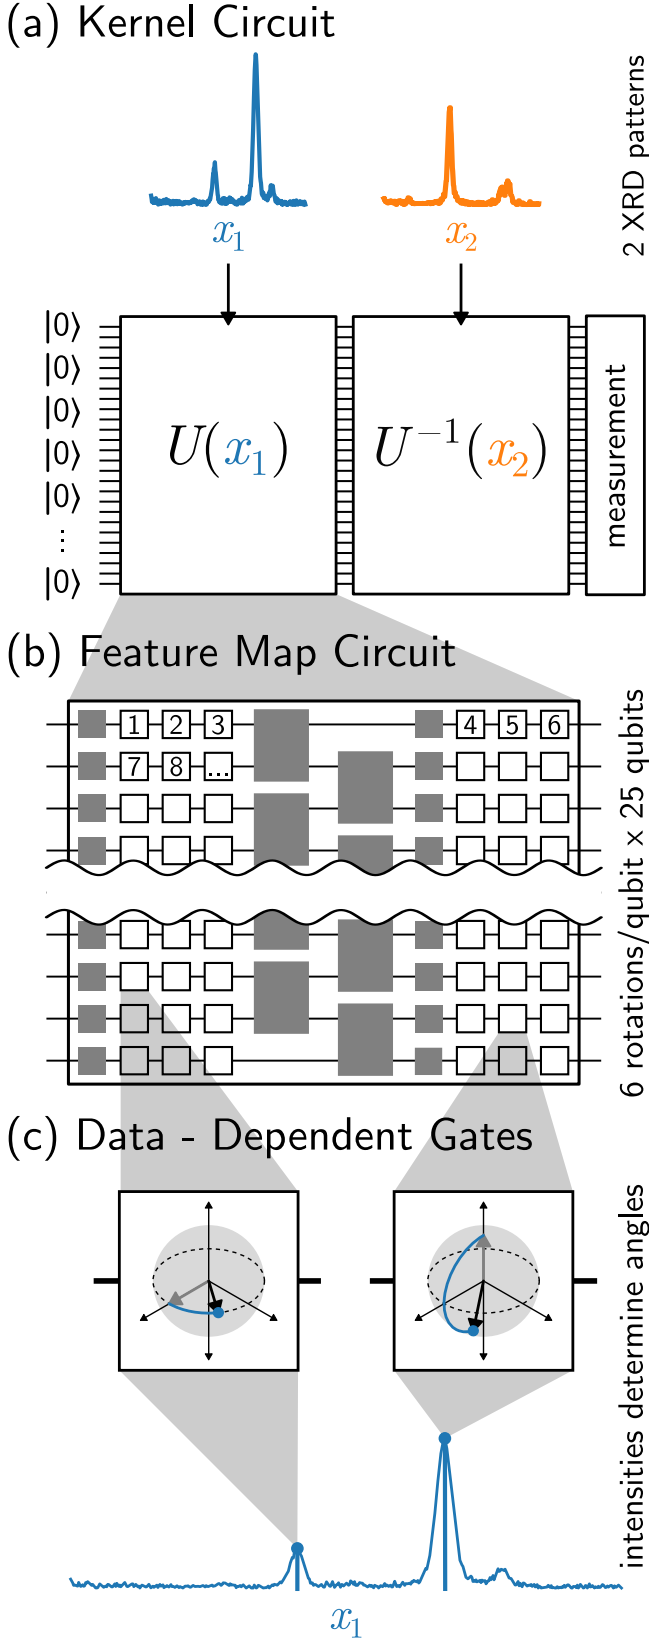 (a) Kernel Circuit
2 XRD patterns
x₁
x₂
|0⟩
|0⟩
|0⟩
|0⟩
|0⟩
...
|0⟩
U(x₁)
U⁻¹(x₂)
measurement
(b) Feature Map Circuit
1 2 3 4 5 6
7 8 ...
6 rotations/qubit × 25 qubits
(c) Data - Dependent Gates
intensities determine angles
x₁